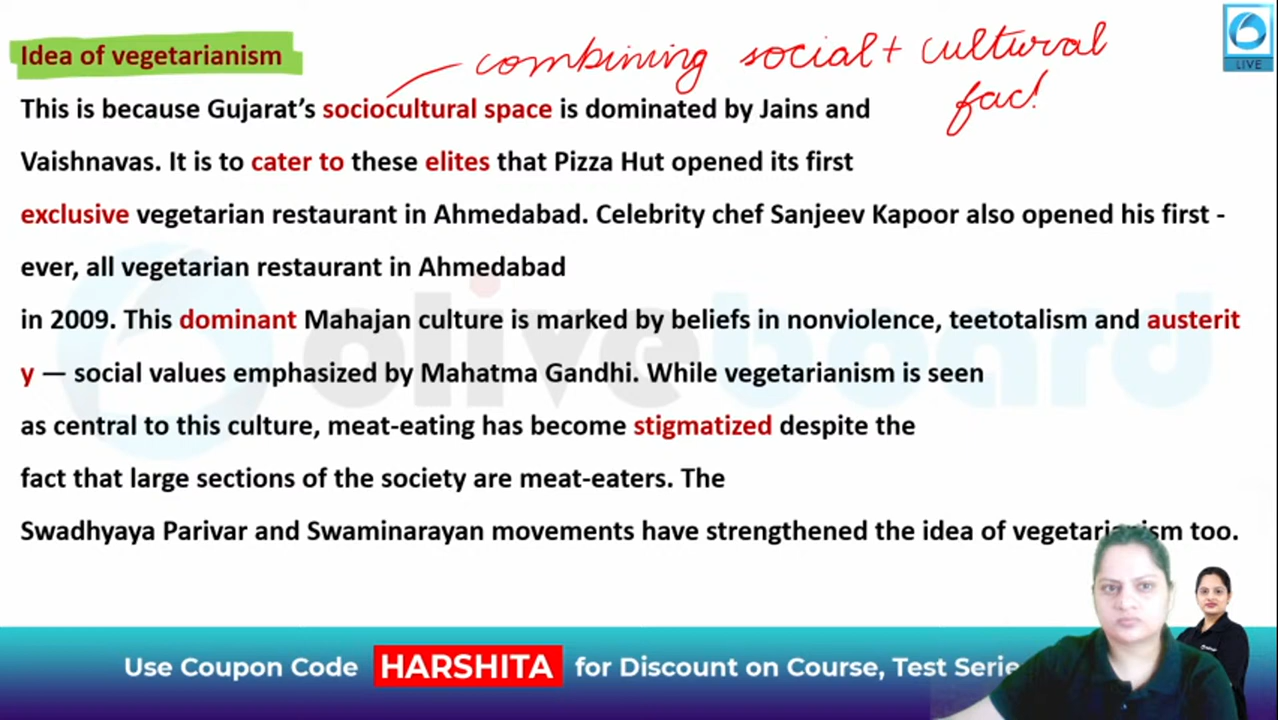 Idea of vegetarianism
combining social + cultural
fac
This is because Gujarat's sociocultural space is dominated by Jains and
Vaishnavas. It is to cater to these elites that Pizza Hut opened its first
exclusive vegetarian restaurant in Ahmedabad. Celebrity chef Sanjeev Kapoor also opened his first -
ever, all vegetarian restaurant in Ahmedabad
in 2009. This dominant Mahajan culture is marked by beliefs in nonviolence, teetotalism and austerit
y — social values emphasized by Mahatma Gandhi. While vegetarianism is seen
as central to this culture, meat-eating has become stigmatized despite the
fact that large sections of the society are meat-eaters. The
Swadhyaya Parivar and Swaminarayan movements have strengthened the idea of vegetarianism too.
LIVE
oliveboard
Use Coupon Code HARSHITA for Discount on Course, Test Serie